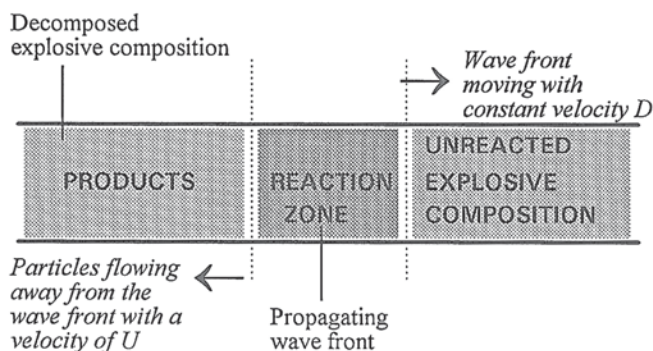 Decomposed
explosive composition
Wave front
moving with
constant velocity D
PRODUCTS
REACTION
ZONE
UNREACTED
EXPLOSIVE
COMPOSITION
Particles flowing
away from the
wave front with a
velocity of U
Propagating
wave front